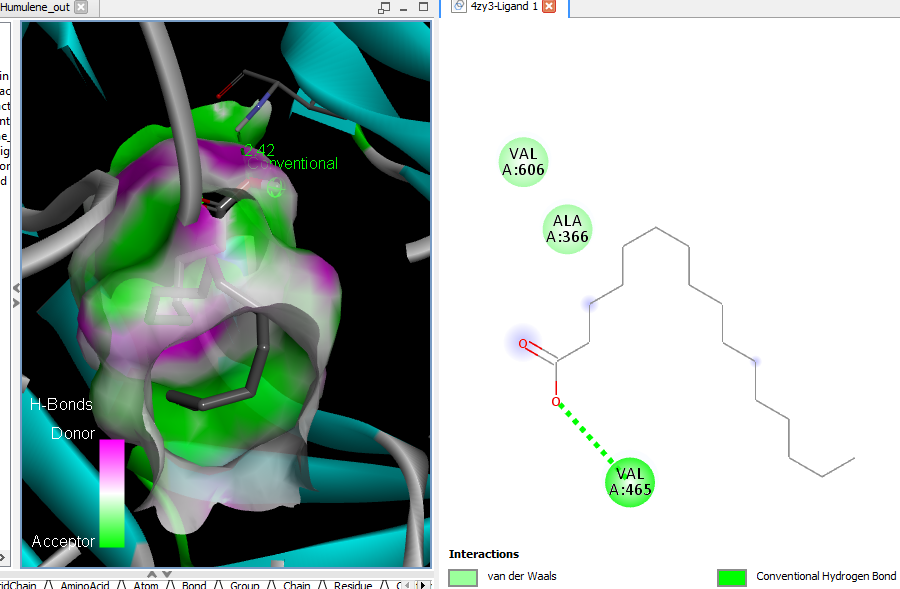 Humulene_out
4zy3-Ligand 1
2.42
Conventional
H-Bonds
Donor
Acceptor
VAL
A:606
ALA
A:366
O
O
VAL
A:465
Interactions
van der Waals
Conventional Hydrogen Bond
AminoAcid
Atom
Bond
Group
Chain
Residue